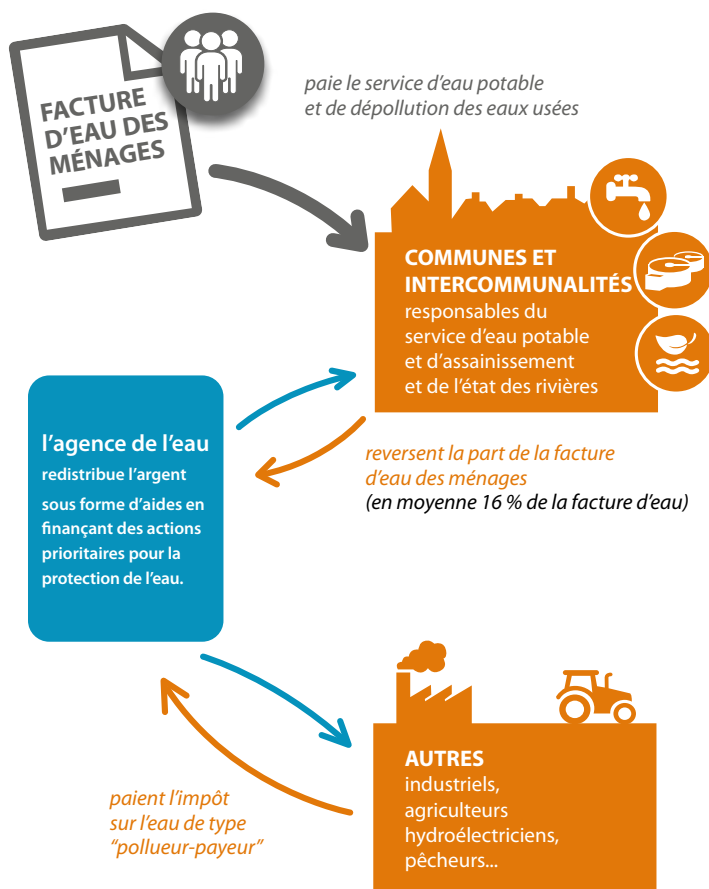 FACTURE
D'EAU DES
MÉNAGES
paie le service d'eau potable
et de dépollution des eaux usées
COMMUNES ET
INTERCOMMUNALITÉS
responsables du
service d'eau potable
et d'assainissement
et de l'état des rivières
l'agence de l'eau
redistribue l'argent
sous forme d'aides en
finançant des actions
prioritaires pour la
protection de l'eau.
reversent la part de la facture
d'eau des ménages
(en moyenne 16 % de la facture d'eau)
AUTRES
industriels,
agriculteurs
hydroélectriciens,
pêcheurs...
paient l'impôt
sur l'eau de type
“pollueur-payeur”